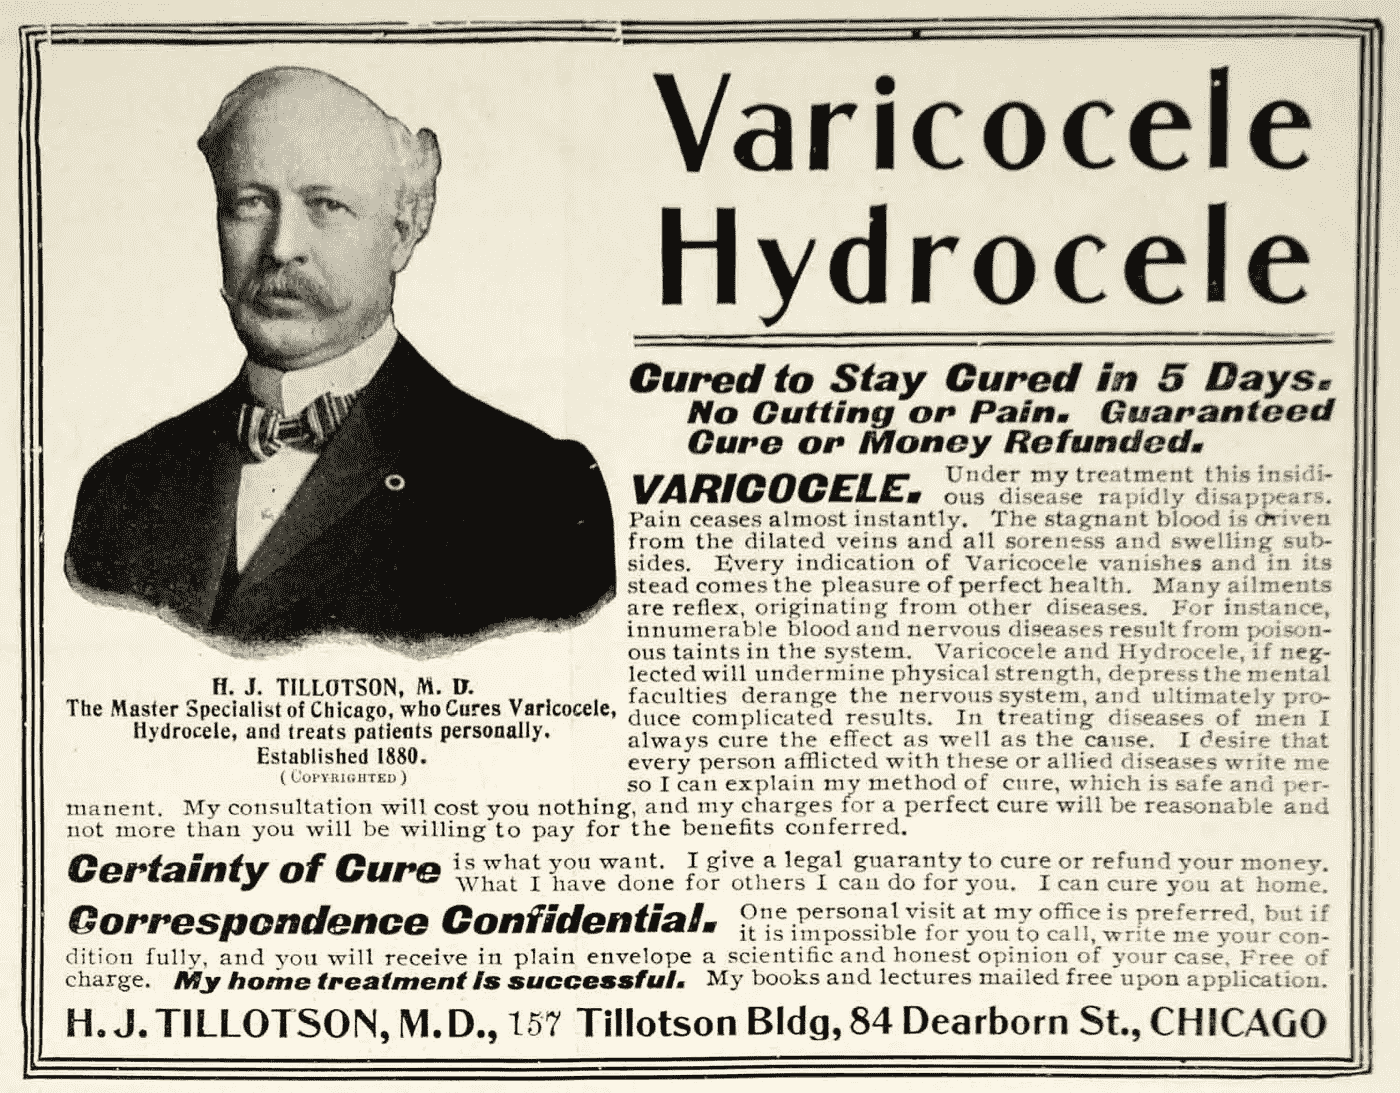 Varicocele
Hydrocele
Cured to Stay Cured in 5 Days.
No Cutting or Pain. Guaranteed
Cure or Money Refunded.
VARICOCELE. Under my treatment this insidi-
ous disease rapidly disappears.
Pain ceases almost instantly. The stagnant blood is driven
from the dilated veins and all soreness and swelling sub-
sides. Every indication of Varicocele vanishes and in its
stead comes the pleasure of perfect health. Many ailments
are reflex, originating from other diseases. For instance,
innumerable blood and nervous diseases result from poison-
ous taints in the system. Varicocele and Hydrocele, if neg-
lected will undermine physical strength, depress the mental
faculties derange the nervous system, and ultimately pro-
duce complicated results. In treating diseases of men I
always cure the effect as well as the cause. I desire that
every person afflicted with these or allied diseases write me
so I can explain my method of cure, which is safe and per-
manent. My consultation will cost you nothing, and my charges for a perfect cure will be reasonable and
not more than you will be willing to pay for the benefits conferred.
H. J. TILLOTSON, M. D.
The Master Specialist of Chicago, who Cures Varicocele,
Hydrocele, and treats patients personally.
Established 1880.
(COPYRIGHTED)
Certainty of Cure is what you want. I give a legal guaranty to cure or refund your money.
What I have done for others I can do for you. I can cure you at home.
Correspondence Confidential. One personal visit at my office is preferred, but if
it is impossible for you to call, write me your con-
dition fully, and you will receive in plain envelope a scientific and honest opinion of your case, Free of
charge. My home treatment is successful. My books and lectures mailed free upon application.
H. J. TILLOTSON, M.D., 157 Tillotson Bldg, 84 Dearborn St., CHICAGO